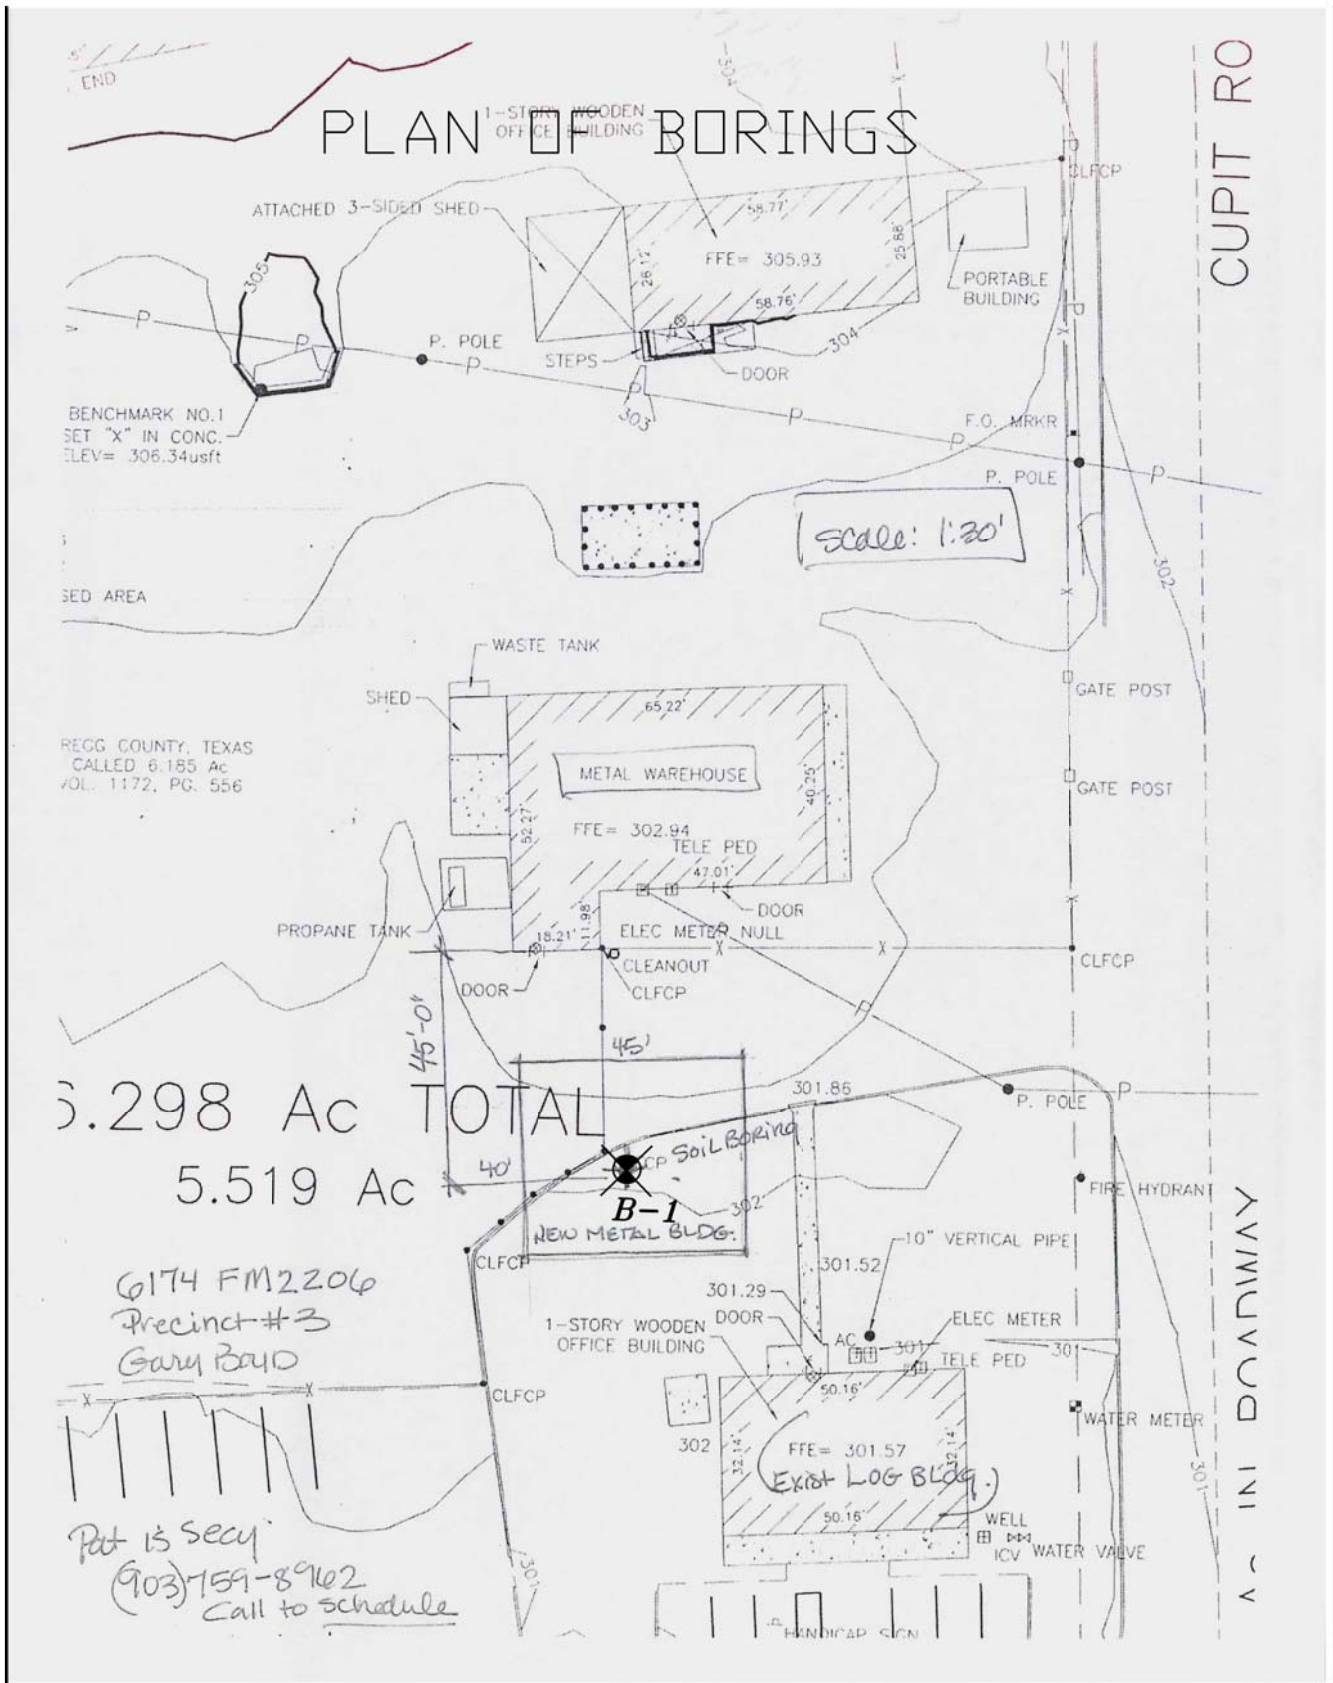 5'
END
PLAN OF BORINGS
1-STORY WOODEN
OFFICE BUILDING
304
CUPIT RO
P
CLFCP
ATTACHED 3-SIDED SHED
58.77'
26.12'
FFE= 305.93
25.88'
305
PORTABLE
BUILDING
58.76'
P
P
P
P. POLE
P
STEPS
304
DOOR
P
303
P
BENCHMARK NO.1
SET "X" IN CONC.
ELEV= 306.34usft
F.O. MRKR
P
P. POLE
P
Scale: 1:30'
302
SED AREA
X
WASTE TANK
SHED
GATE POST
65.22'
REGG COUNTY, TEXAS
CALLED 6.185 Ac
VOL. 1172, PG. 556
METAL WAREHOUSE
40.25'
GATE POST
52.27'
FFE= 302.94
TELE PED
47.01'
DOOR
PROPANE TANK
18.21'
11.98'
ELEC METER NULL
X
X
X
CLEANOUT
CLFCP
DOOR
CLFCP
45'-0"
P
45'
301.86
P. POLE
P
6.298 Ac TOTAL
5.519 Ac
40'
CP
SOIL BORING
B-1
302
FIRE HYDRANT
NEW METAL BLDG.
10" VERTICAL PIPE
CLFCP
301.52
6174 FM2206
Precinct #3
Gary Boyd
301.29
DOOR
1-STORY WOODEN
OFFICE BUILDING
ELEC METER
AC
301
TELE PED
301
X
X
CLFCP
50.16'
WATER METER
302
32.14'
FFE= 301.57
32.14'
Exist LOG BLDG.
301
50.16'
WELL
ICV
WATER VALVE
Pat is Secy
(903)759-8962
Call to schedule
301
HANDICAP SIGN
IN ROADWAY